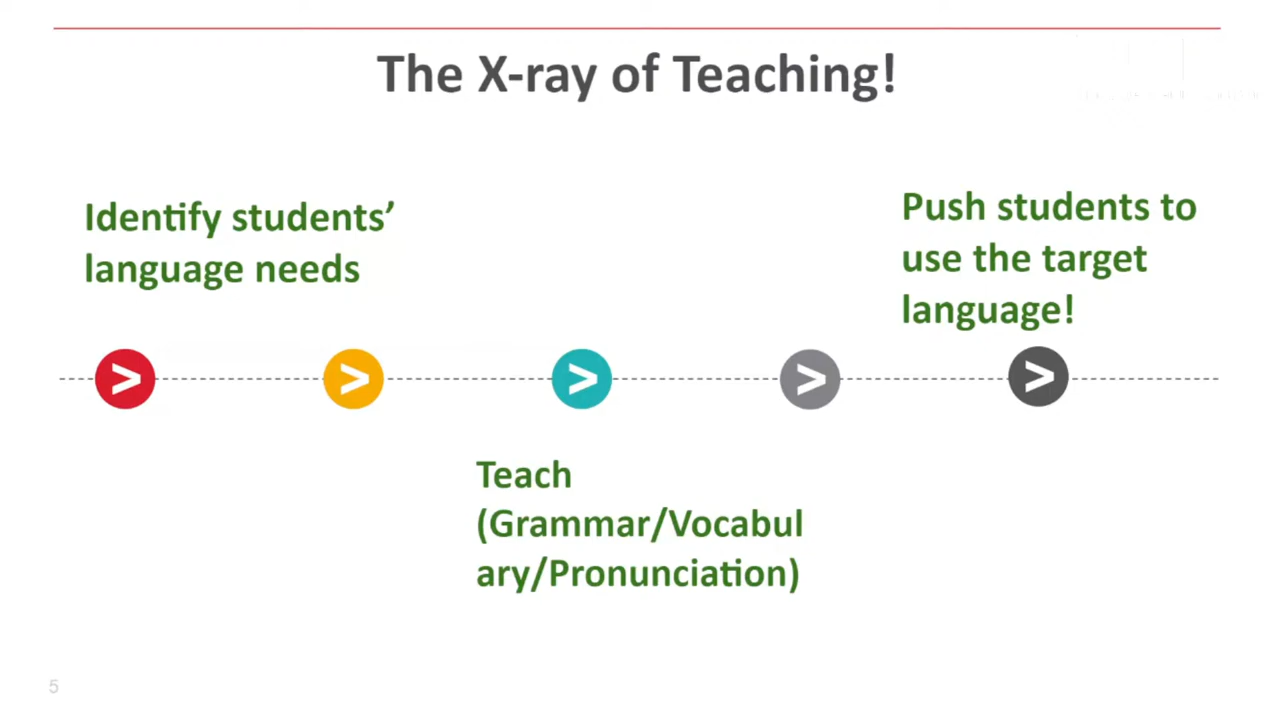 The X-ray of Teaching!
Identify students’
language needs
Push students to
use the target
language!
>
>
>
>
>
Teach
(Grammar/Vocabul
ary/Pronunciation)
5